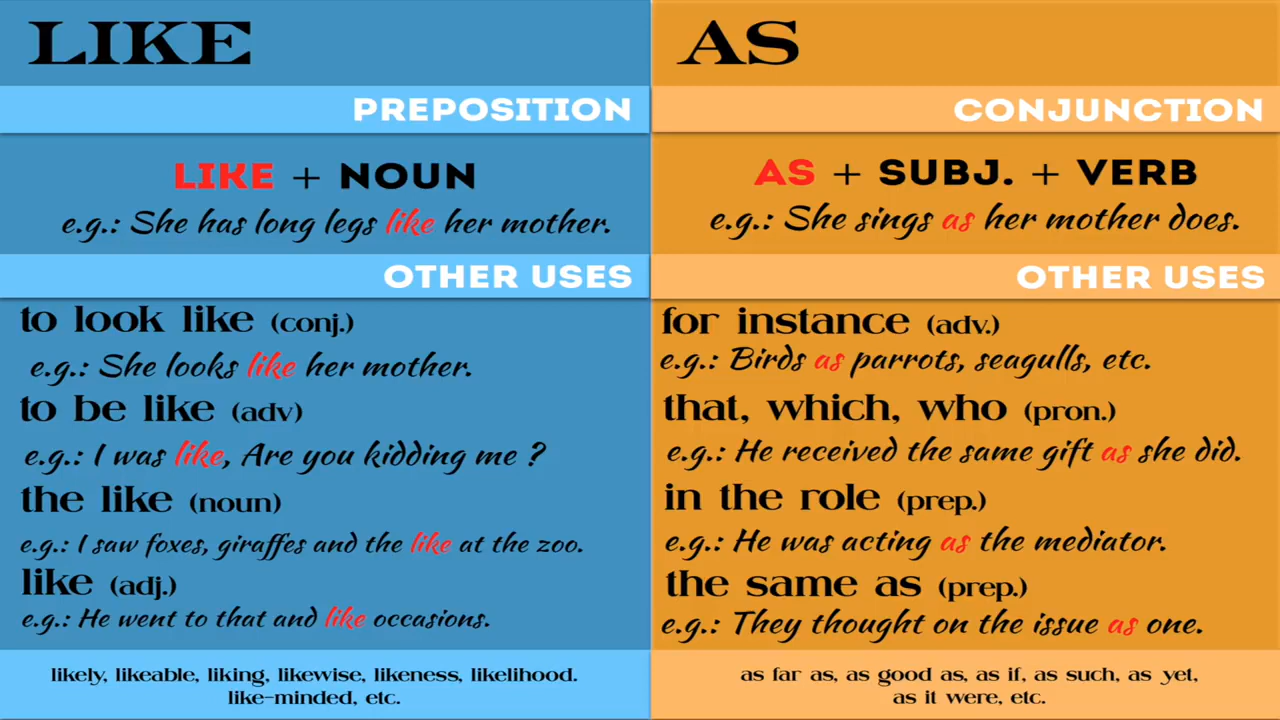 LIKE
PREPOSITION
LIKE + NOUN
e.g.: She has long legs like her mother.
OTHER USES
to look like (conj.)
e.g.: She looks like her mother.
to be like (adv)
e.g.: I was like, Are you kidding me ?
the like (noun)
e.g.: I saw foxes, giraffes and the like at the zoo.
like (adj.)
e.g.: He went to that and like occasions.
likely, likeable, liking, likewise, likeness, likelihood.
like-minded, etc.
AS
CONJUNCTION
AS + SUBJ. + VERB
e.g.: She sings as her mother does.
OTHER USES
for instance (adv.)
e.g.: Birds as parrots, seagulls, etc.
that, which, who (pron.)
e.g.: He received the same gift as she did.
in the role (prep.)
e.g.: He was acting as the mediator.
the same as (prep.)
e.g.: They thought on the issue as one.
as far as, as good as, as if, as such, as yet,
as it were, etc.